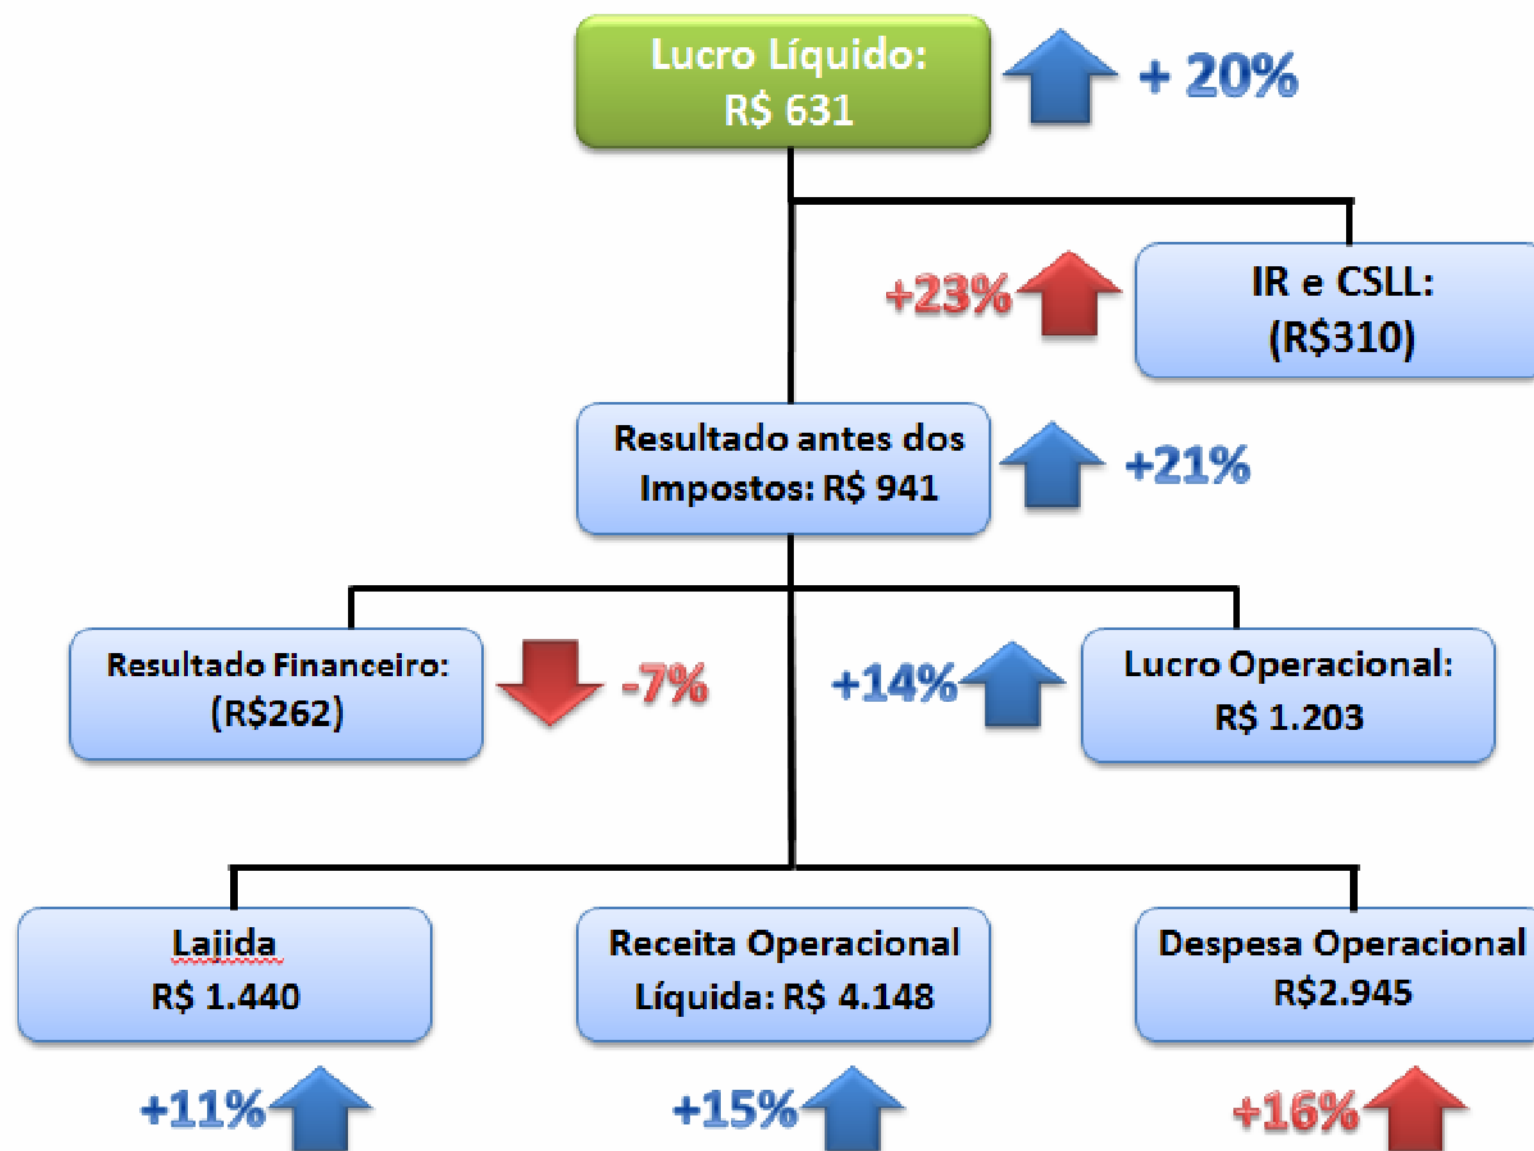 Lucro Líquido:
R$ 631
+ 20%
+23%
IR e CSLL:
(R$310)
Resultado antes dos
Impostos: R$ 941
+21%
Resultado Financeiro:
(R$262)
-7%
+14%
Lucro Operacional:
R$ 1.203
Lajida
R$ 1.440
Receita Operacional
Líquida: R$ 4.148
Despesa Operacional
R$2.945
+11%
+15%
+16%